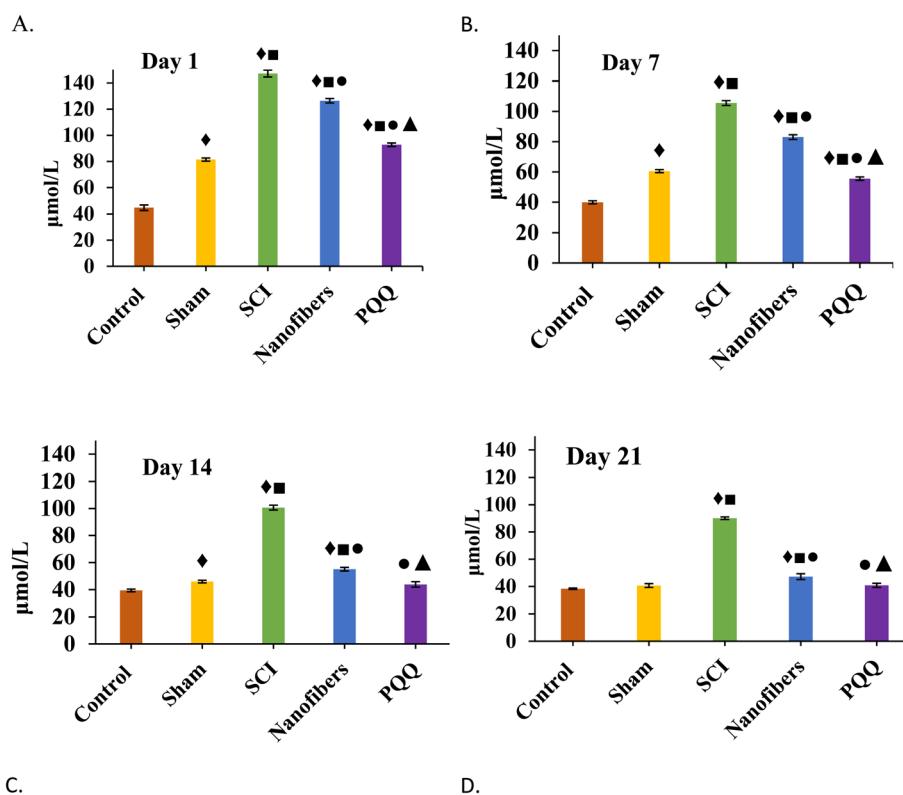 A.
Day 1
µmol/L
140
120
100
80
60
40
20
0
♦■
♦■●
♦■●▲
♦
Control
Sham
SCI
Nanofibers
PQQ
B.
Day 7
µmol/L
140
120
100
80
60
40
20
0
♦■
♦■●
♦■●▲
♦
Control
Sham
SCI
Nanofibers
PQQ
Day 14
µmol/L
140
120
100
80
60
40
20
0
♦■
♦■●
●▲
♦
Control
Sham
SCI
Nanofibers
PQQ
C.
Day 21
µmol/L
140
120
100
80
60
40
20
0
♦■
♦■●
●▲
Control
Sham
SCI
Nanofibers
PQQ
D.